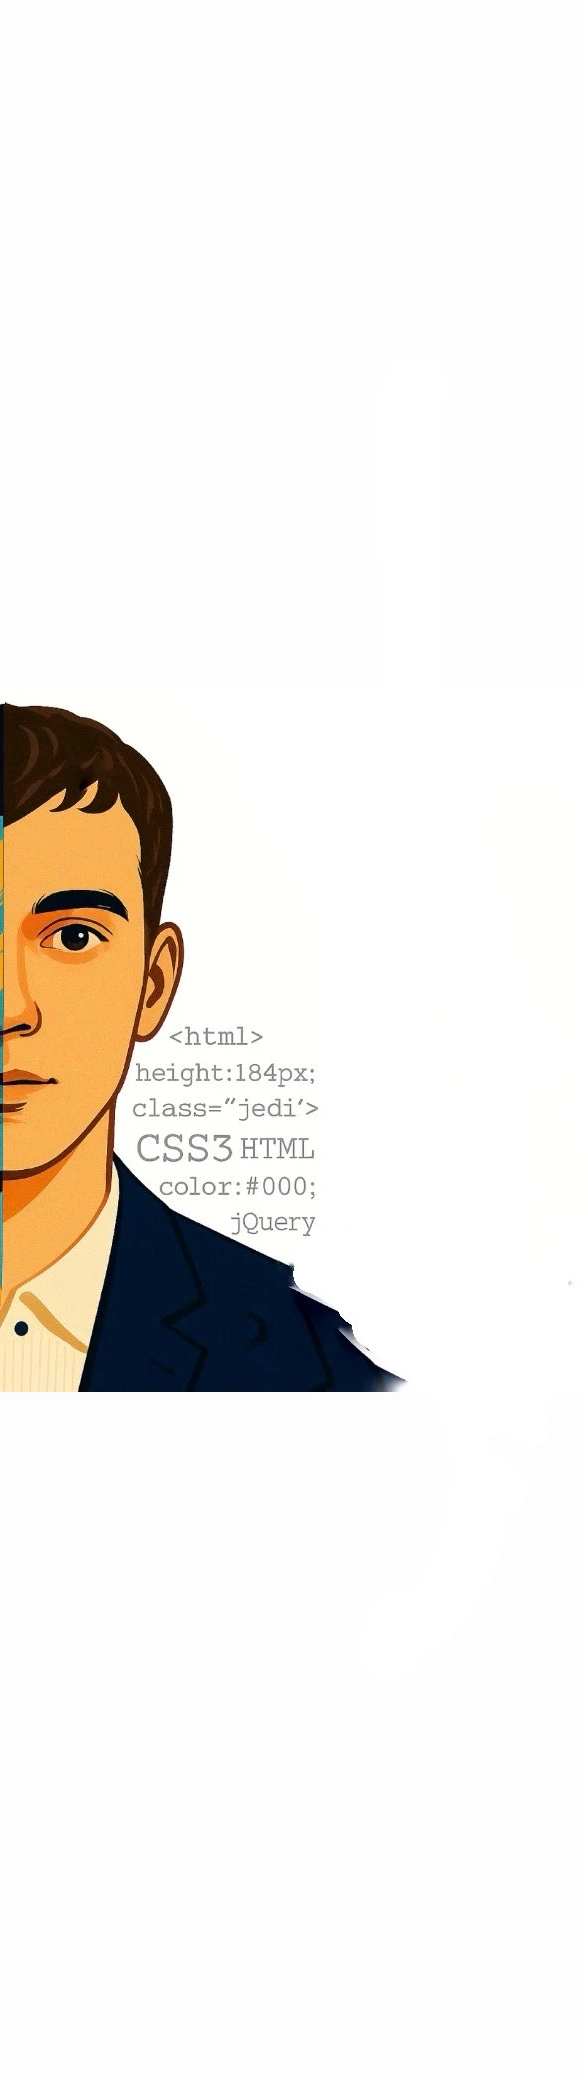 <html>
height:184px;
class=”jedi’>
CSS3 HTML
color:#000;
jQuery